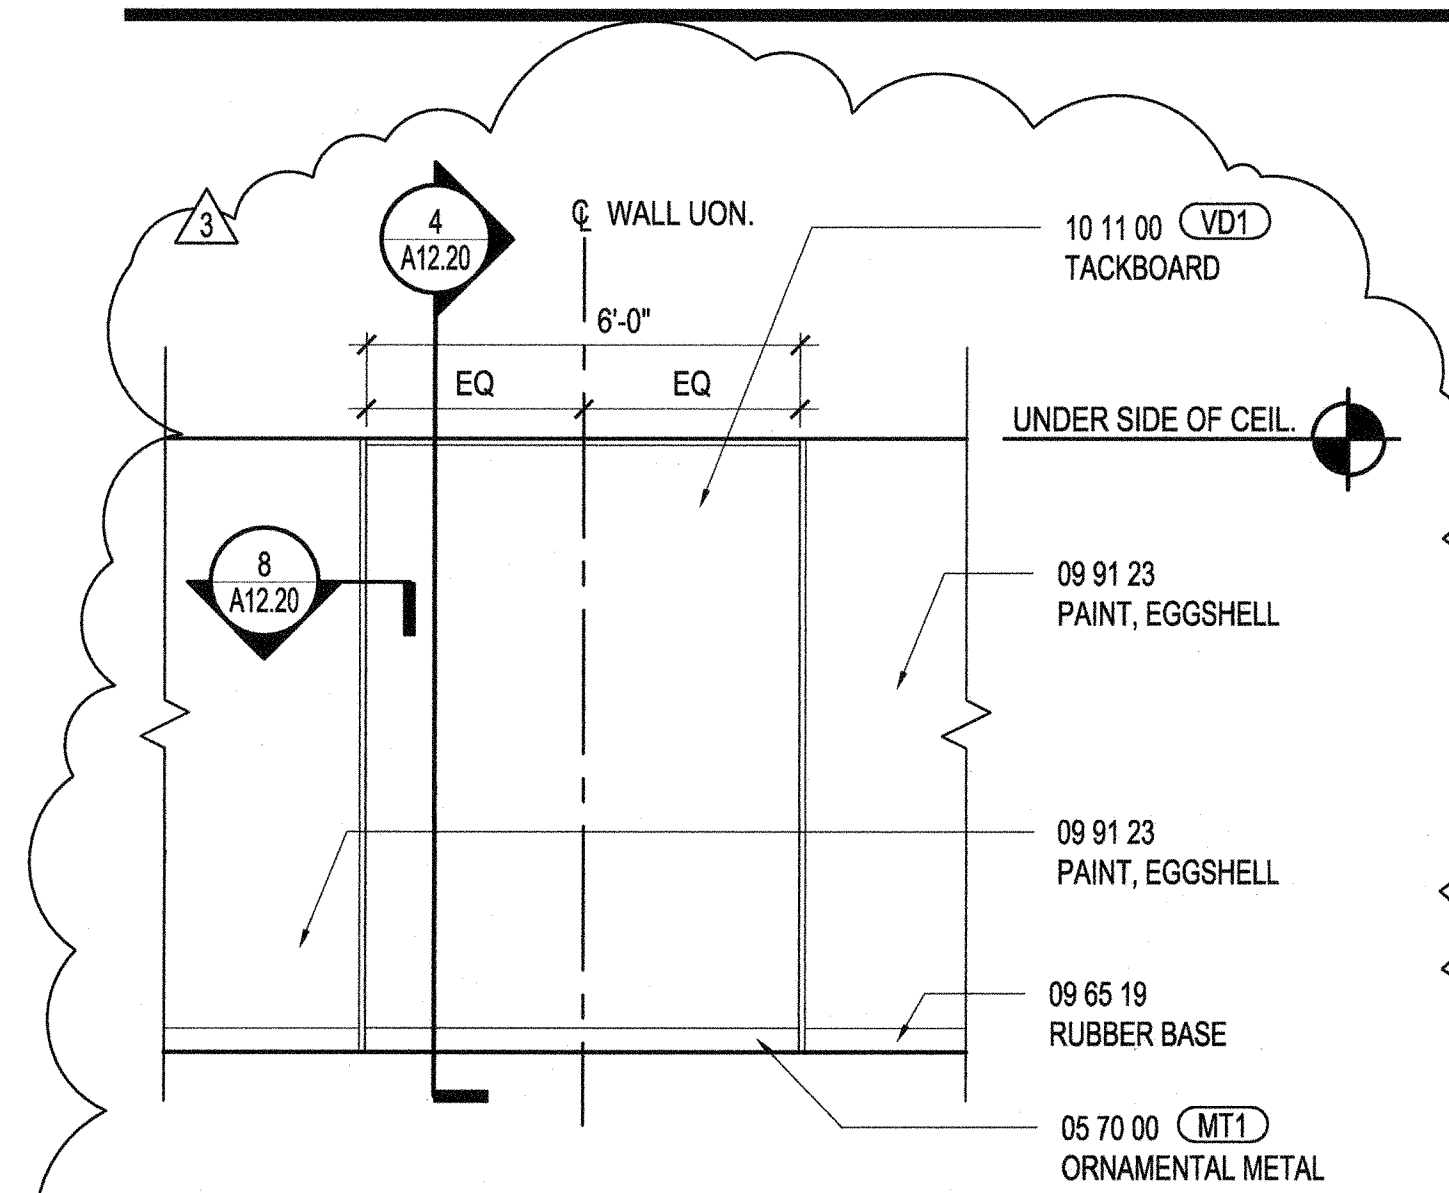 3
4
A12.20
℄ WALL UON.
10 11 00 VD1
TACKBOARD
6'-0"
EQ EQ
UNDER SIDE OF CEIL.
8
A12.20
09 91 23
PAINT, EGGSHELL
09 91 23
PAINT, EGGSHELL
09 65 19
RUBBER BASE
05 70 00 MT1
ORNAMENTAL METAL